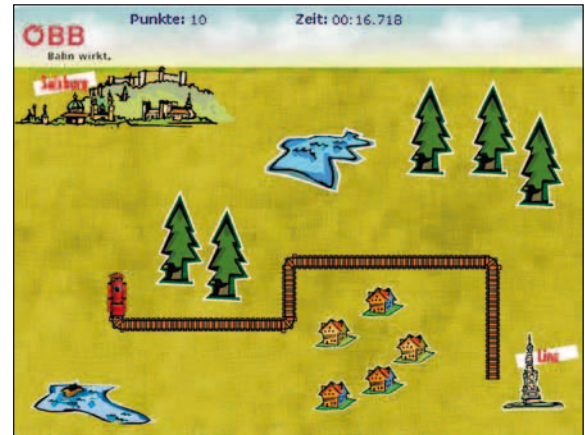 Punkte: 10 Zeit: 00:16.718
ÖBB
Bahn wirkt.
Salzburg
Linz